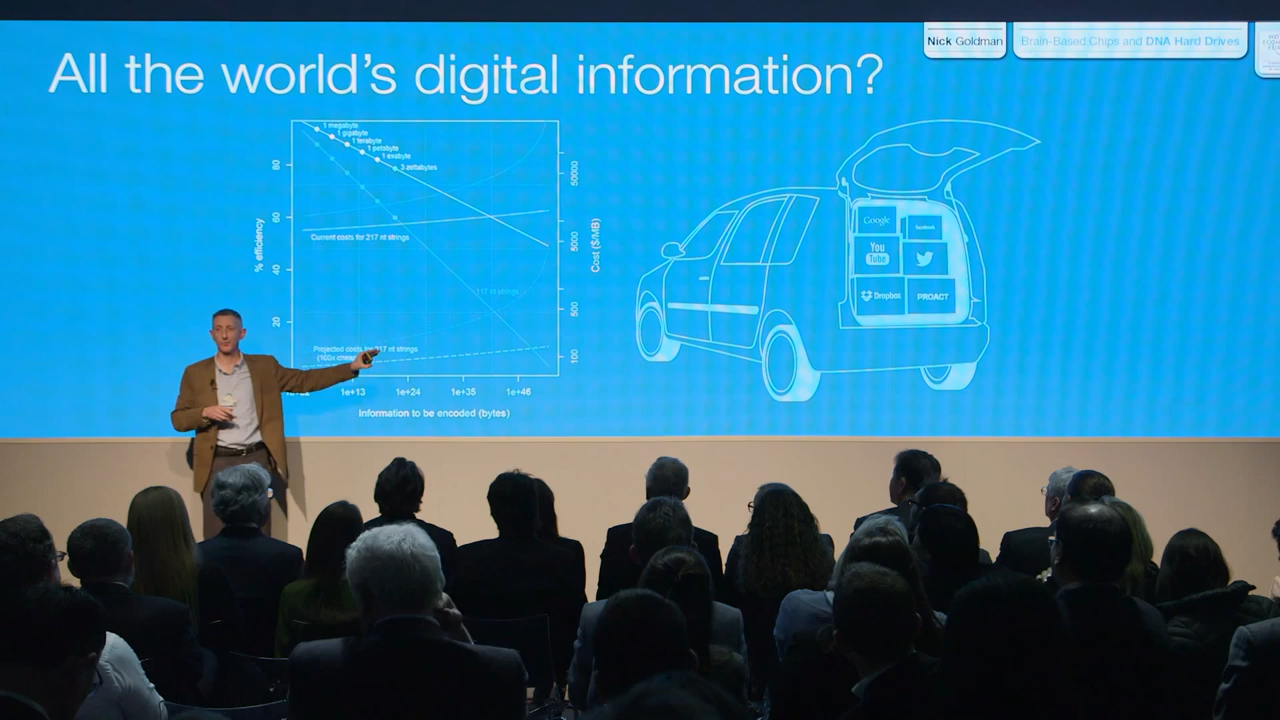 Nick Goldman
Brain-Based Chips and DNA Hard Drives
All the world's digital information?
1 megabyte
1 gigabyte
1 terabyte
1 petabyte
1 exabyte
3 zettabytes
Current costs for 217 nt strings
117 nt strings
Projected costs for 217 nt strings
(100x
% efficiency
80
60
40
20
50000
5000
500
100
Cost ($/MB)
1e+13
1e+24
1e+35
1e+46
Information to be encoded (bytes)
Google
facebook
You
Tube
Dropbox
PROACT